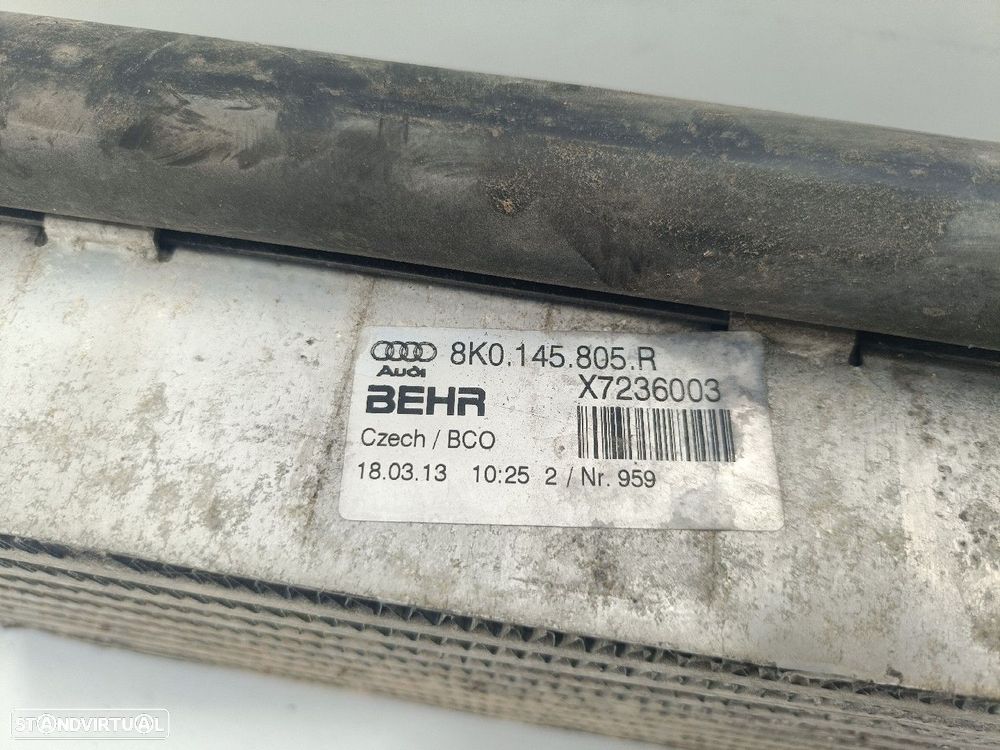 8K0.145.805.R
Audi
X7236003
BEHR
Czech / BCO
18.03.13 10:25 2 / Nr. 959
STANDVIRTUAL